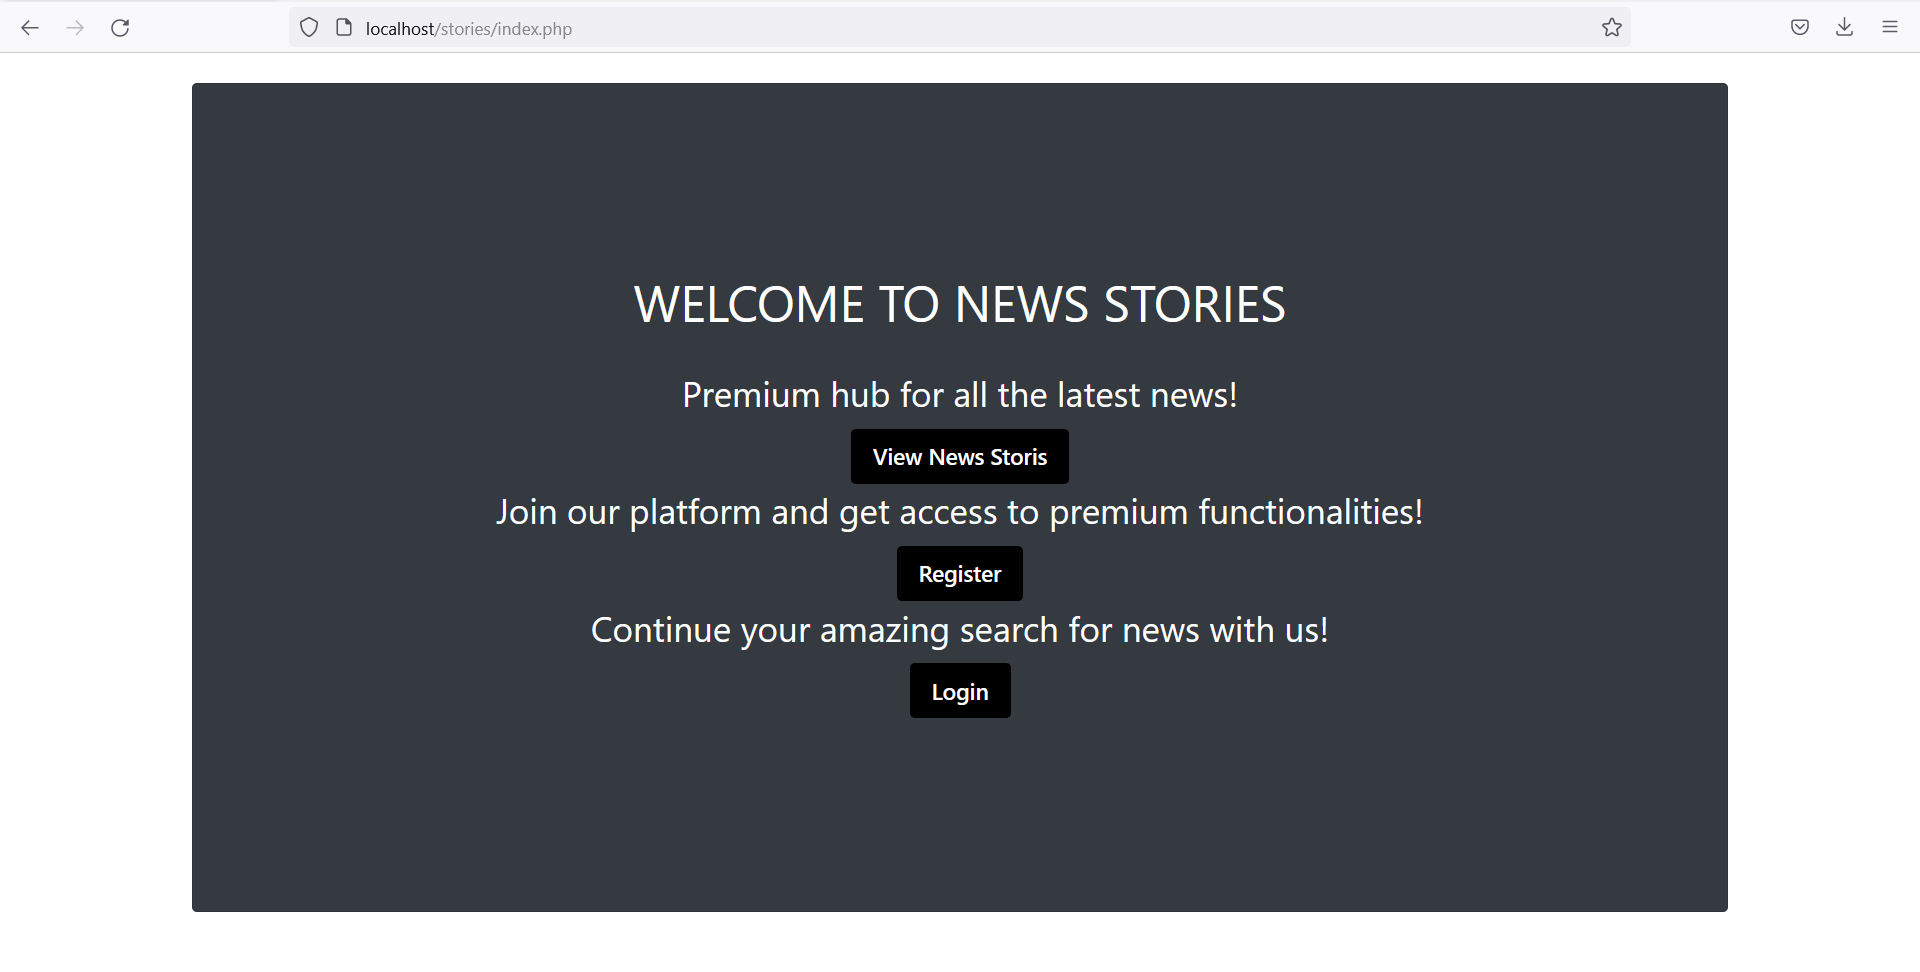 localhost/stories/index.php
WELCOME TO NEWS STORIES
Premium hub for all the latest news!
View News Storis
Join our platform and get access to premium functionalities!
Register
Continue your amazing search for news with us!
Login